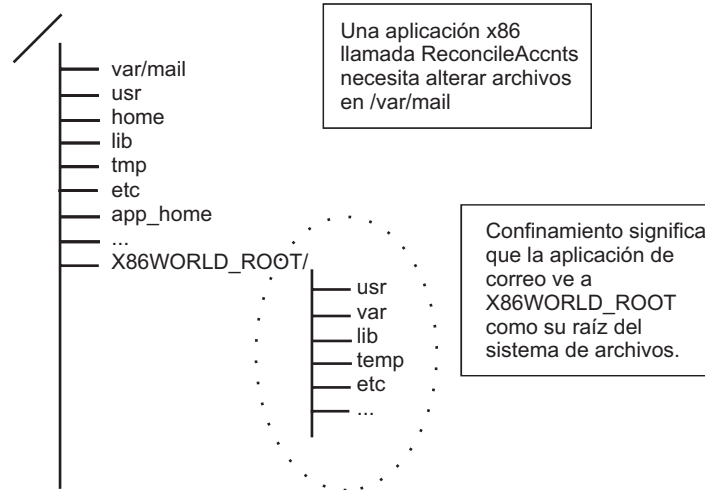 Una aplicación x86
llamada ReconcileAccnts
necesita alterar archivos
en /var/mail
var/mail
usr
home
lib
tmp
etc
app_home
...
X86WORLD_ROOT/
usr
var
lib
temp
etc
...
Confinamiento significa
que la aplicación de
correo ve a
X86WORLD_ROOT
como su raíz del
sistema de archivos.